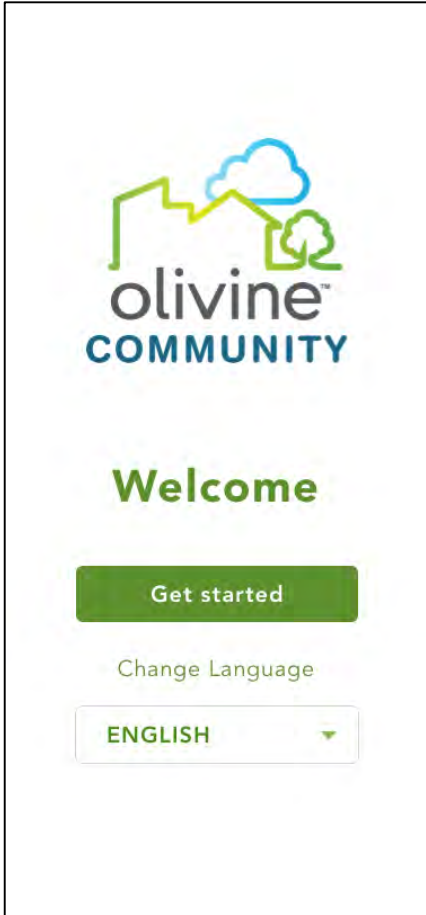 olivine™
COMMUNITY
Welcome
Get started
Change Language
ENGLISH